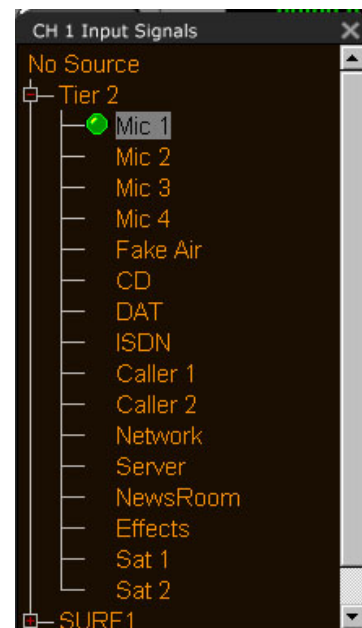 CH 1 Input Signals
No Source
Tier 2
Mic 1
Mic 2
Mic 3
Mic 4
Fake Air
CD
DAT
ISDN
Caller 1
Caller 2
Network
Server
NewsRoom
Effects
Sat 1
Sat 2
SURF1